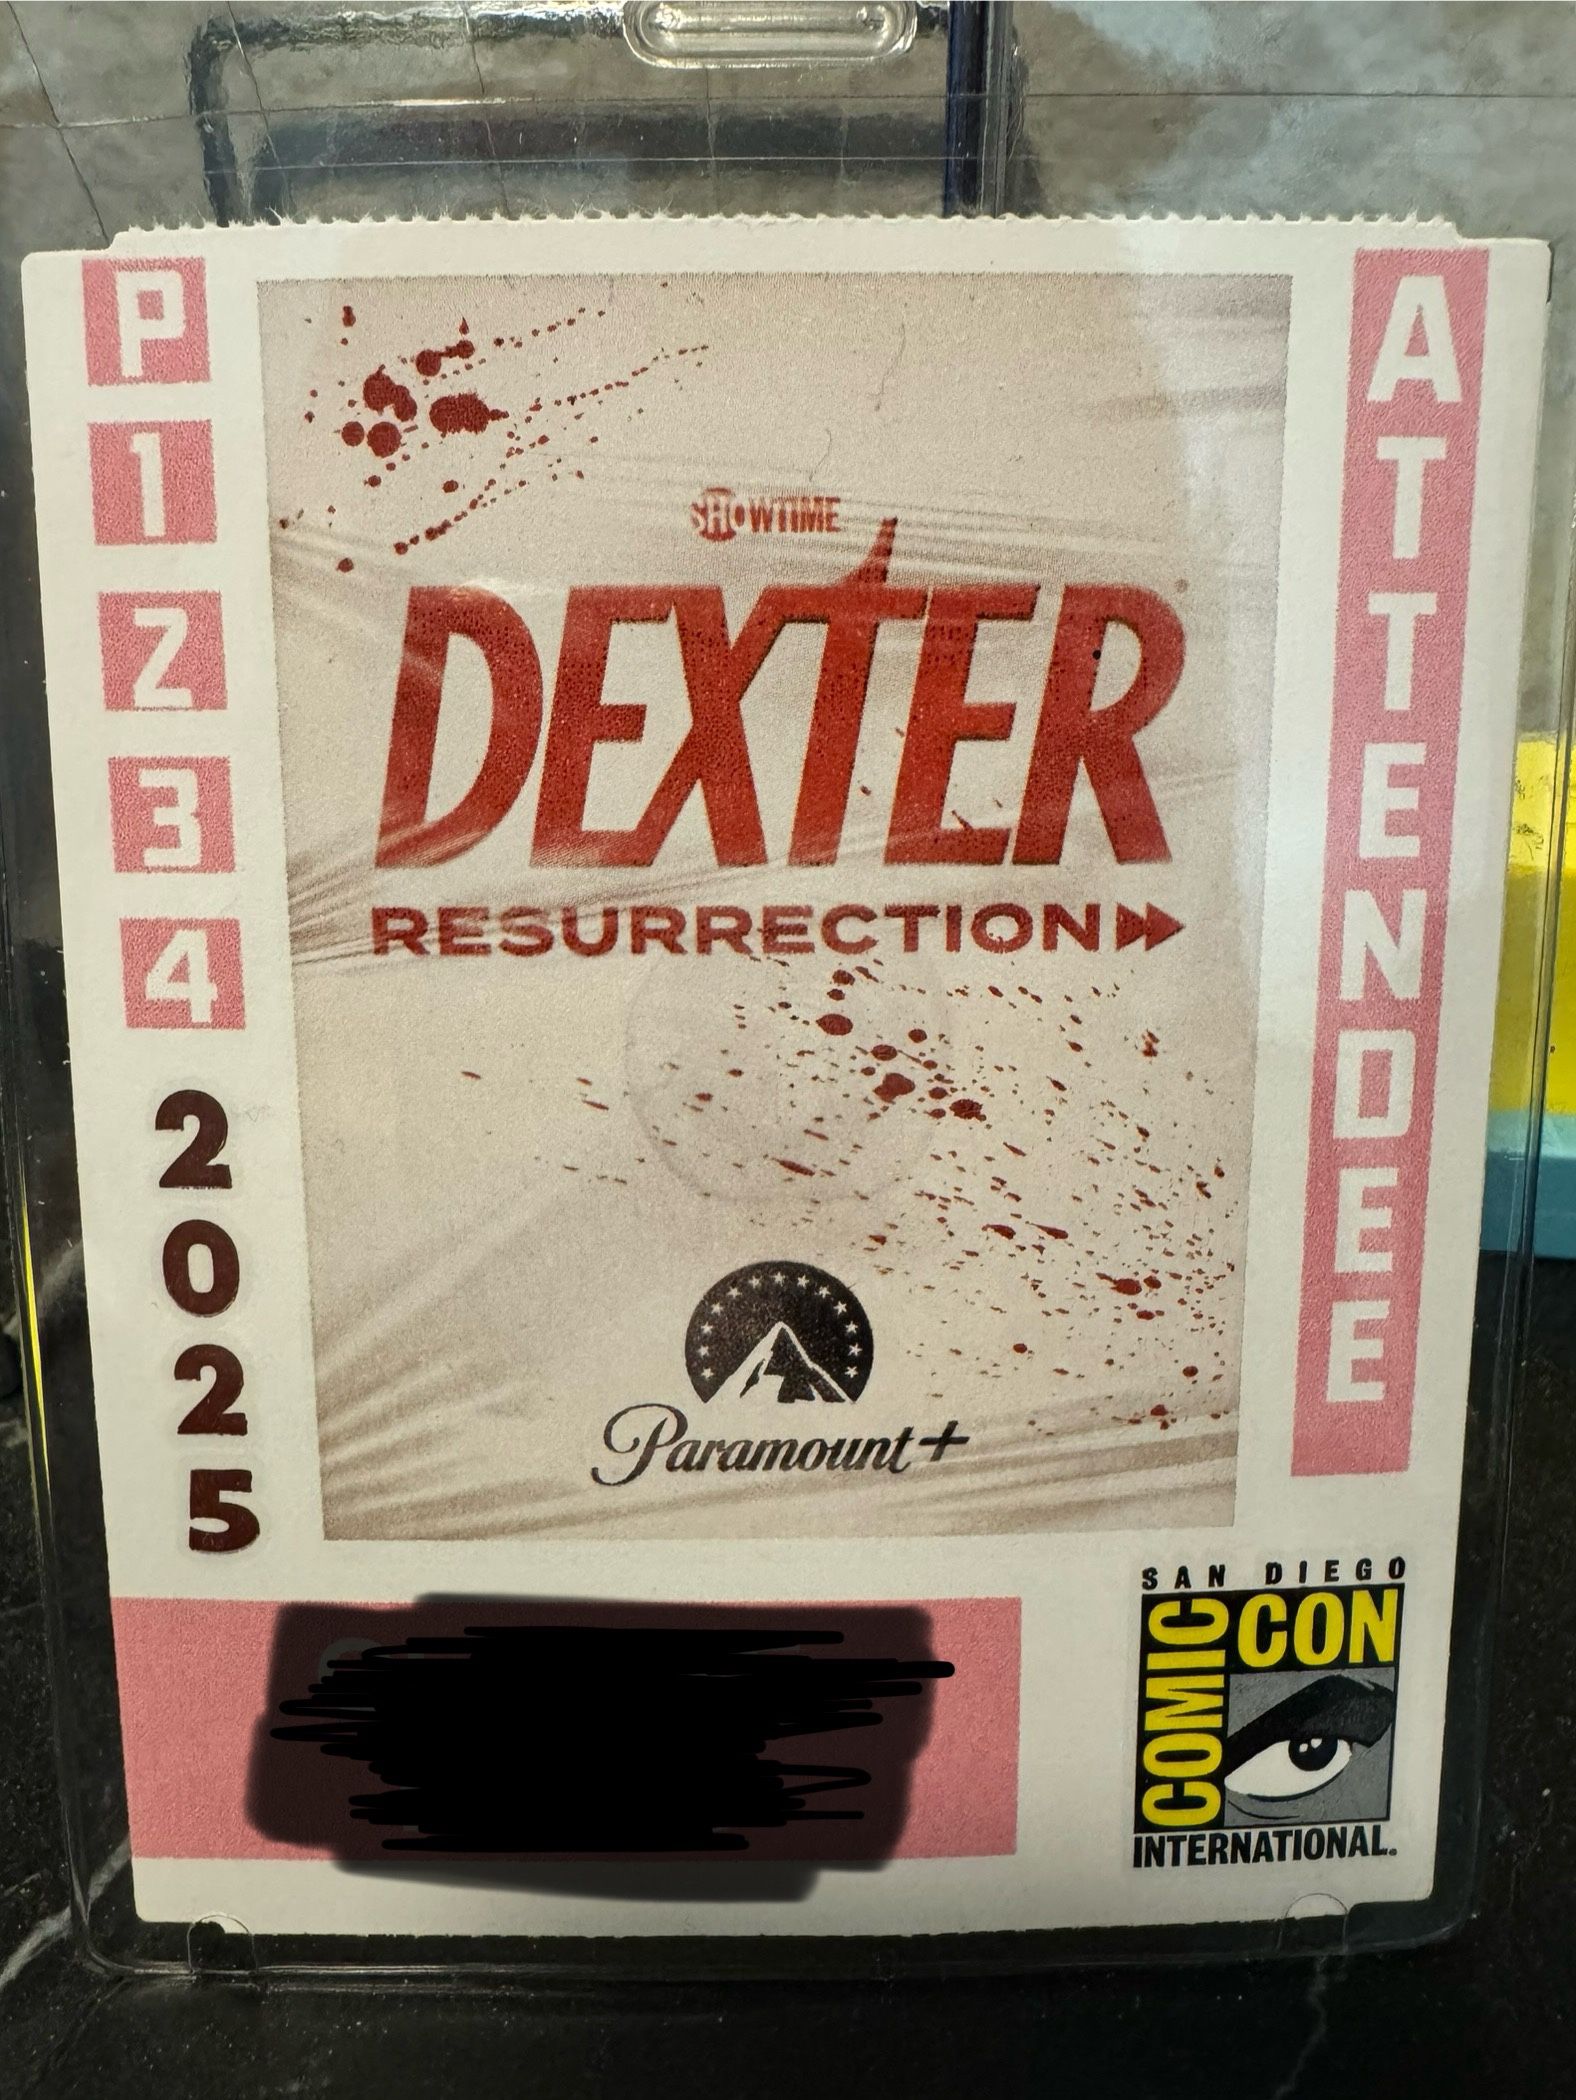 P
1
2
3
4
2025
SHOWTIME
DEXTER
RESURRECTION
Paramount+
ATTENDEE
SAN DIEGO
COMIC CON
INTERNATIONAL.